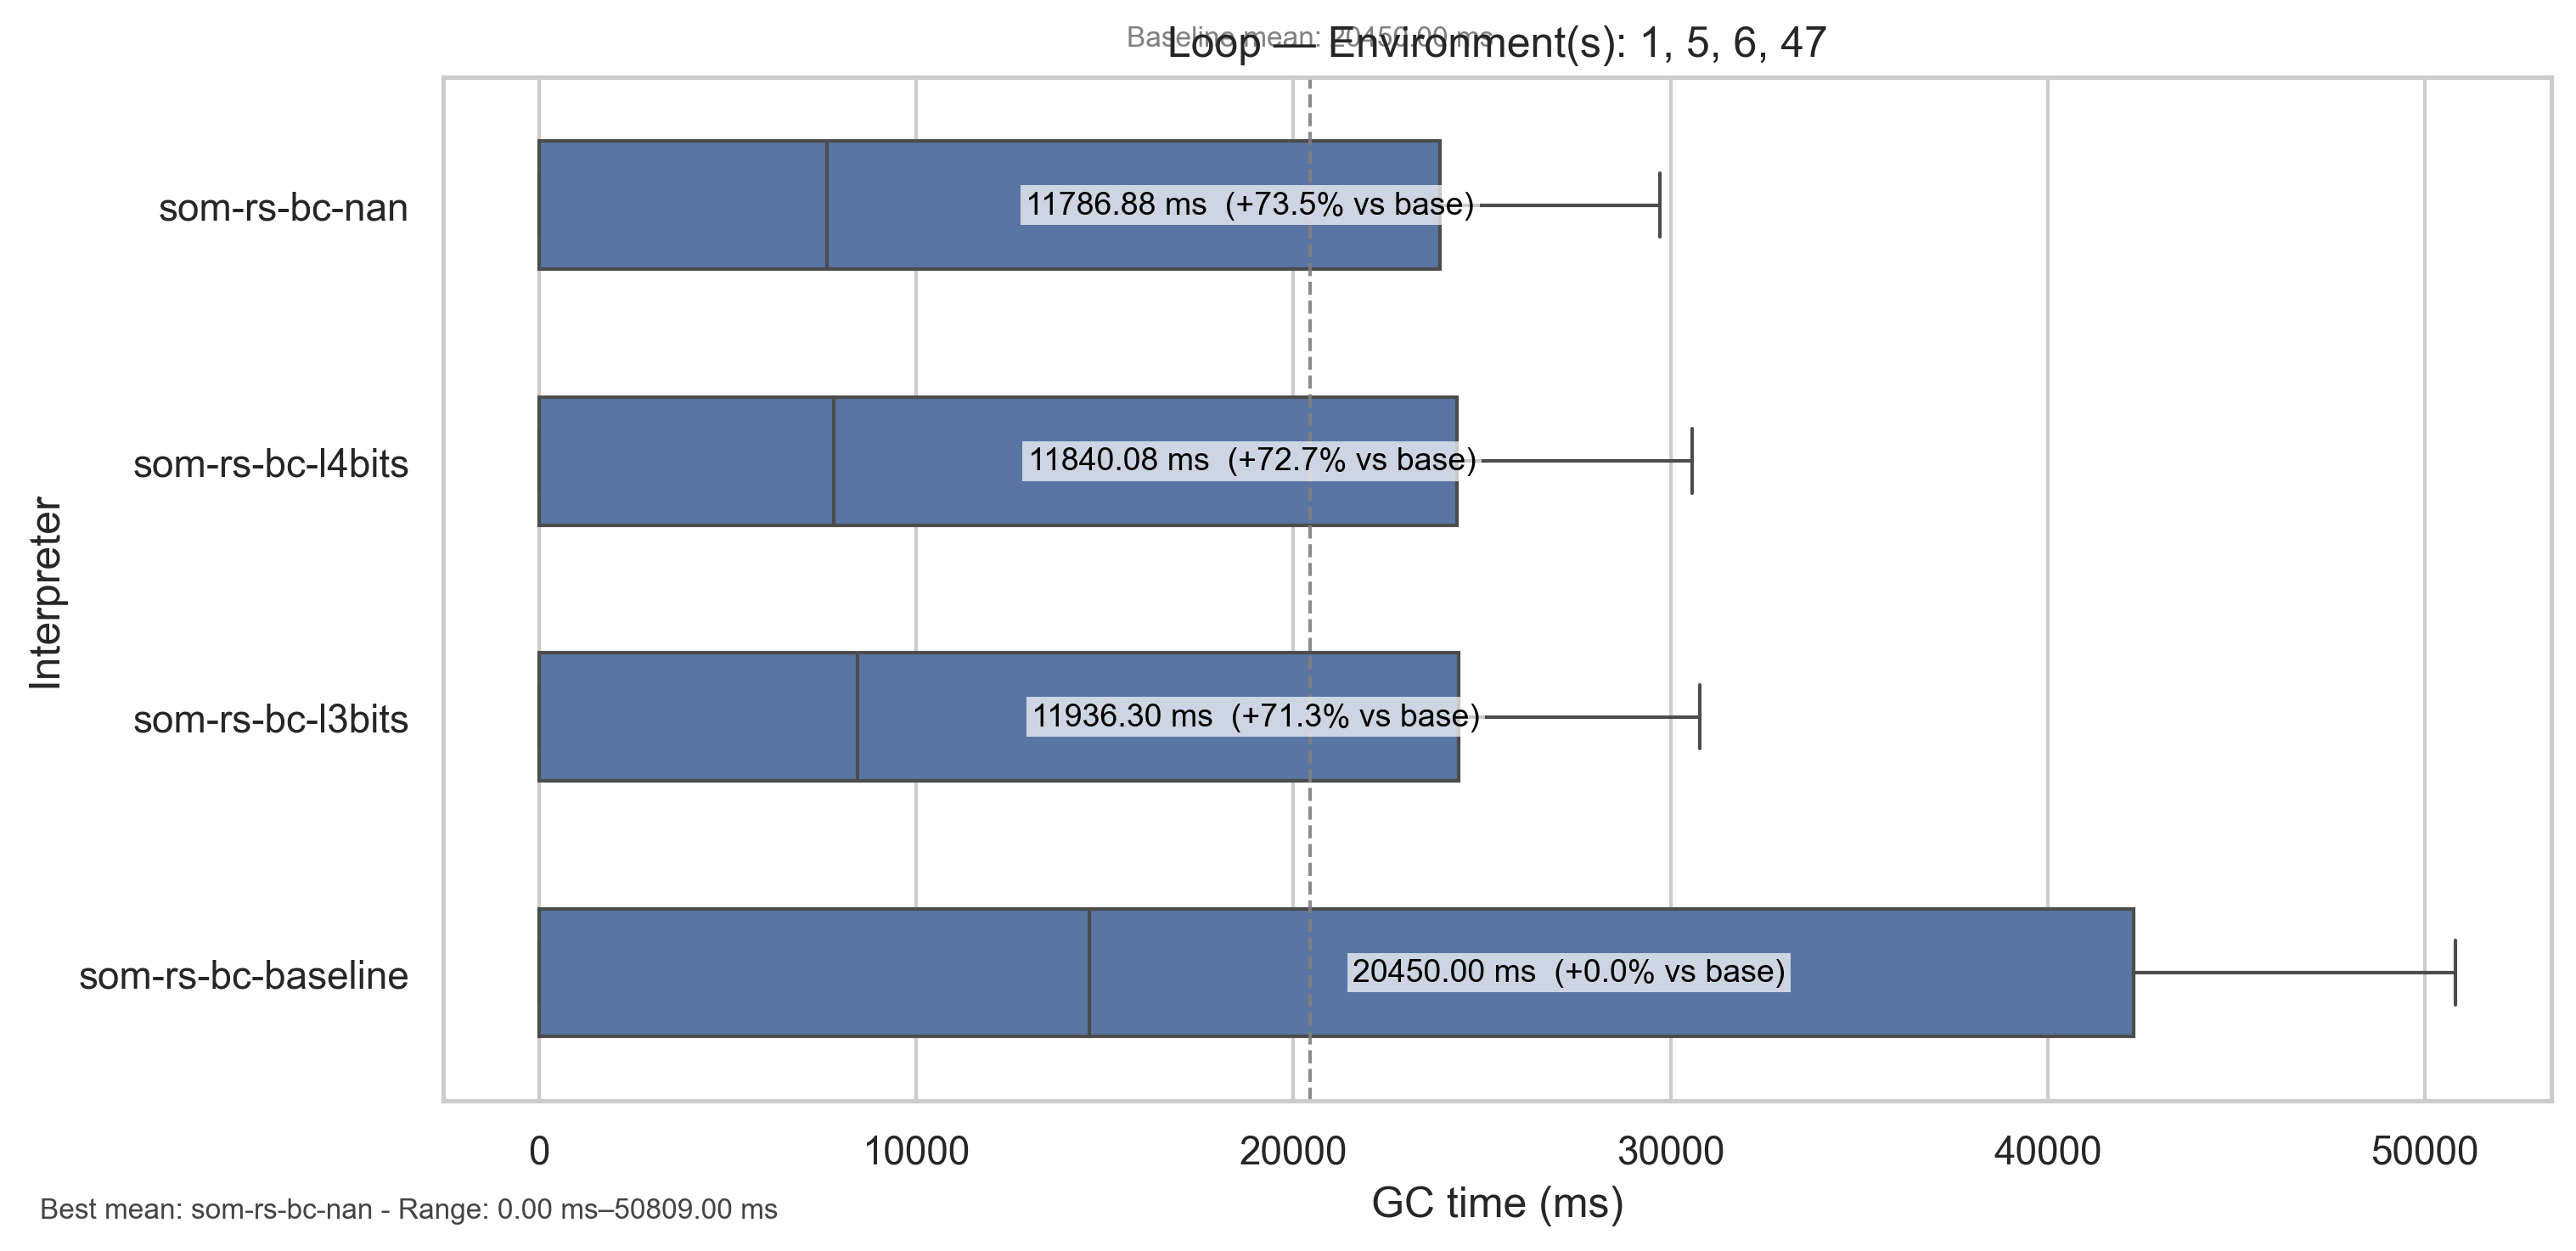 Baseline mean: 20450.00 ms
Loop — Environment(s): 1, 5, 6, 47
som-rs-bc-nan
11786.88 ms (+73.5% vs base)
som-rs-bc-l4bits
11840.08 ms (+72.7% vs base)
Interpreter
som-rs-bc-l3bits
11936.30 ms (+71.3% vs base)
som-rs-bc-baseline
20450.00 ms (+0.0% vs base)
0 10000 20000 30000 40000 50000
GC time (ms)
Best mean: som-rs-bc-nan - Range: 0.00 ms–50809.00 ms